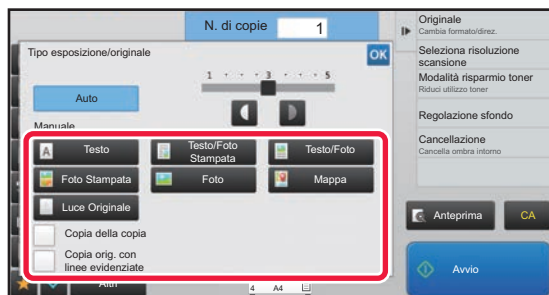 N. di copie 1
Tipo esposizione/originale
OK
1 3 5
Auto
Manuale
A Testo
Testo/Foto
Stampata
Testo/Foto
Foto Stampata
Foto
Mappa
Luce Originale
Copia della copia
Copia orig. con
linee evidenziate
Altri
4 A4
Originale
Cambia formato/direz.
Seleziona risoluzione
scansione
Modalità risparmio toner
Riduci utilizzo toner
Regolazione sfondo
Cancellazione
Cancella ombra intorno
Anteprima
CA
Avvio